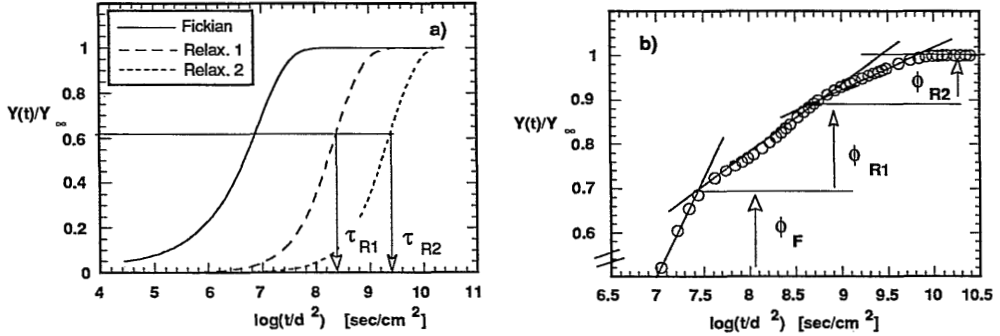 a)
Fickian
Relax. 1
Relax. 2
Y(t)/Y ∞
1
0.8
0.6
0.4
0.2
0
τ R1
τ R2
4 5 6 7 8 9 10 11
log(t/d 2) [sec/cm 2]
b)
Y(t)/Y ∞
1.0
0.9
0.8
0.7
0.6
ϕ R2
ϕ R1
ϕ F
6.5 7 7.5 8 8.5 9 9.5 10 10.5
log(t/d 2) [sec/cm 2]